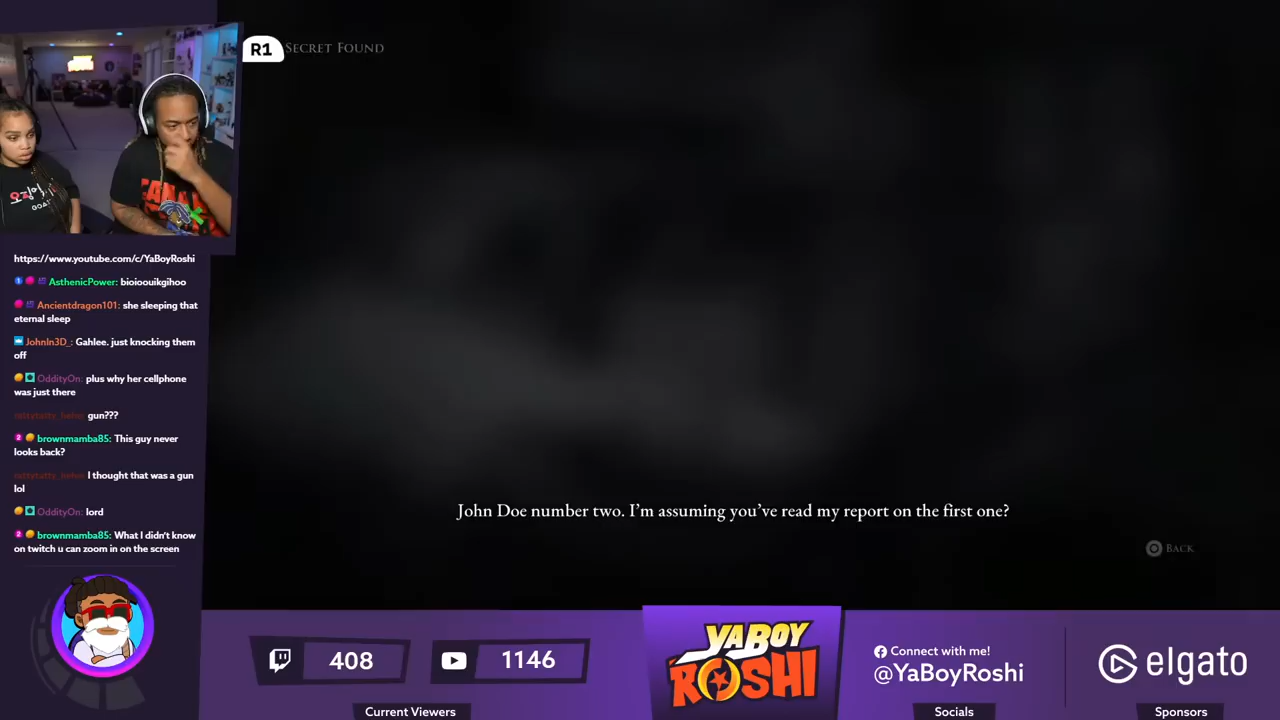 R1 SECRET FOUND
오징어
https://www.youtube.com/c/YaBoyRoshi
AsthenicPower: bioioouikgihoo
Ancientdragon101: she sleeping that
eternal sleep
JohnIn3D_: Gahlee. just knocking them
off
OddityOn: plus why her cellphone
was just there
gun???
brownmamba85: This guy never
looks back?
I thought that was a gun
lol
OddityOn: lord
brownmamba85: What I didn't know
on twitch u can zoom in on the screen
John Doe number two. I'm assuming you've read my report on the first one?
BACK
408
1146
Current Viewers
YABOY
ROSHI
Connect with me!
@YaBoyRoshi
Socials
elgato
Sponsors